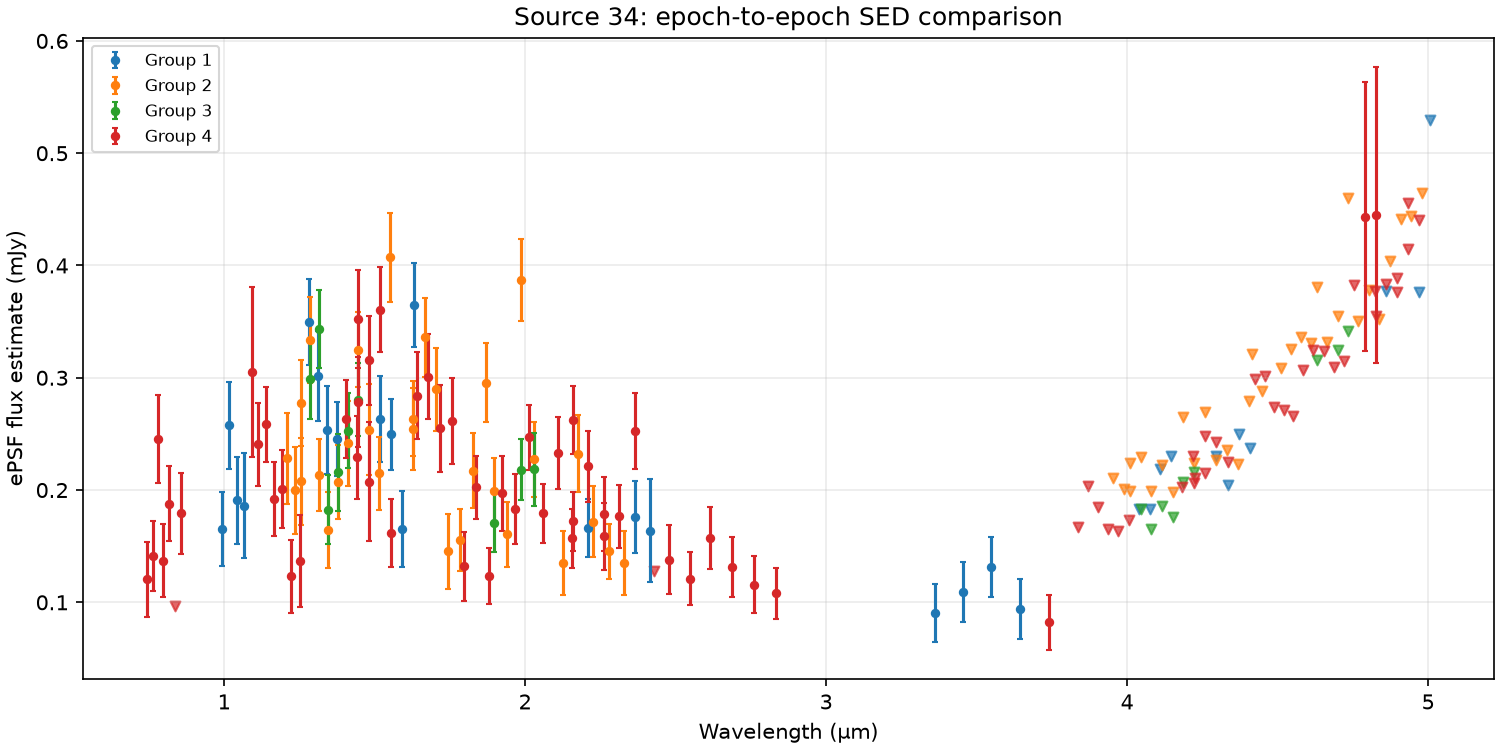 Source 34: epoch-to-epoch SED comparison
Group 1
Group 2
Group 3
Group 4
ePSF flux estimate (mJy)
0.6
0.5
0.4
0.3
0.2
0.1
1 2 3 4 5
Wavelength (μm)